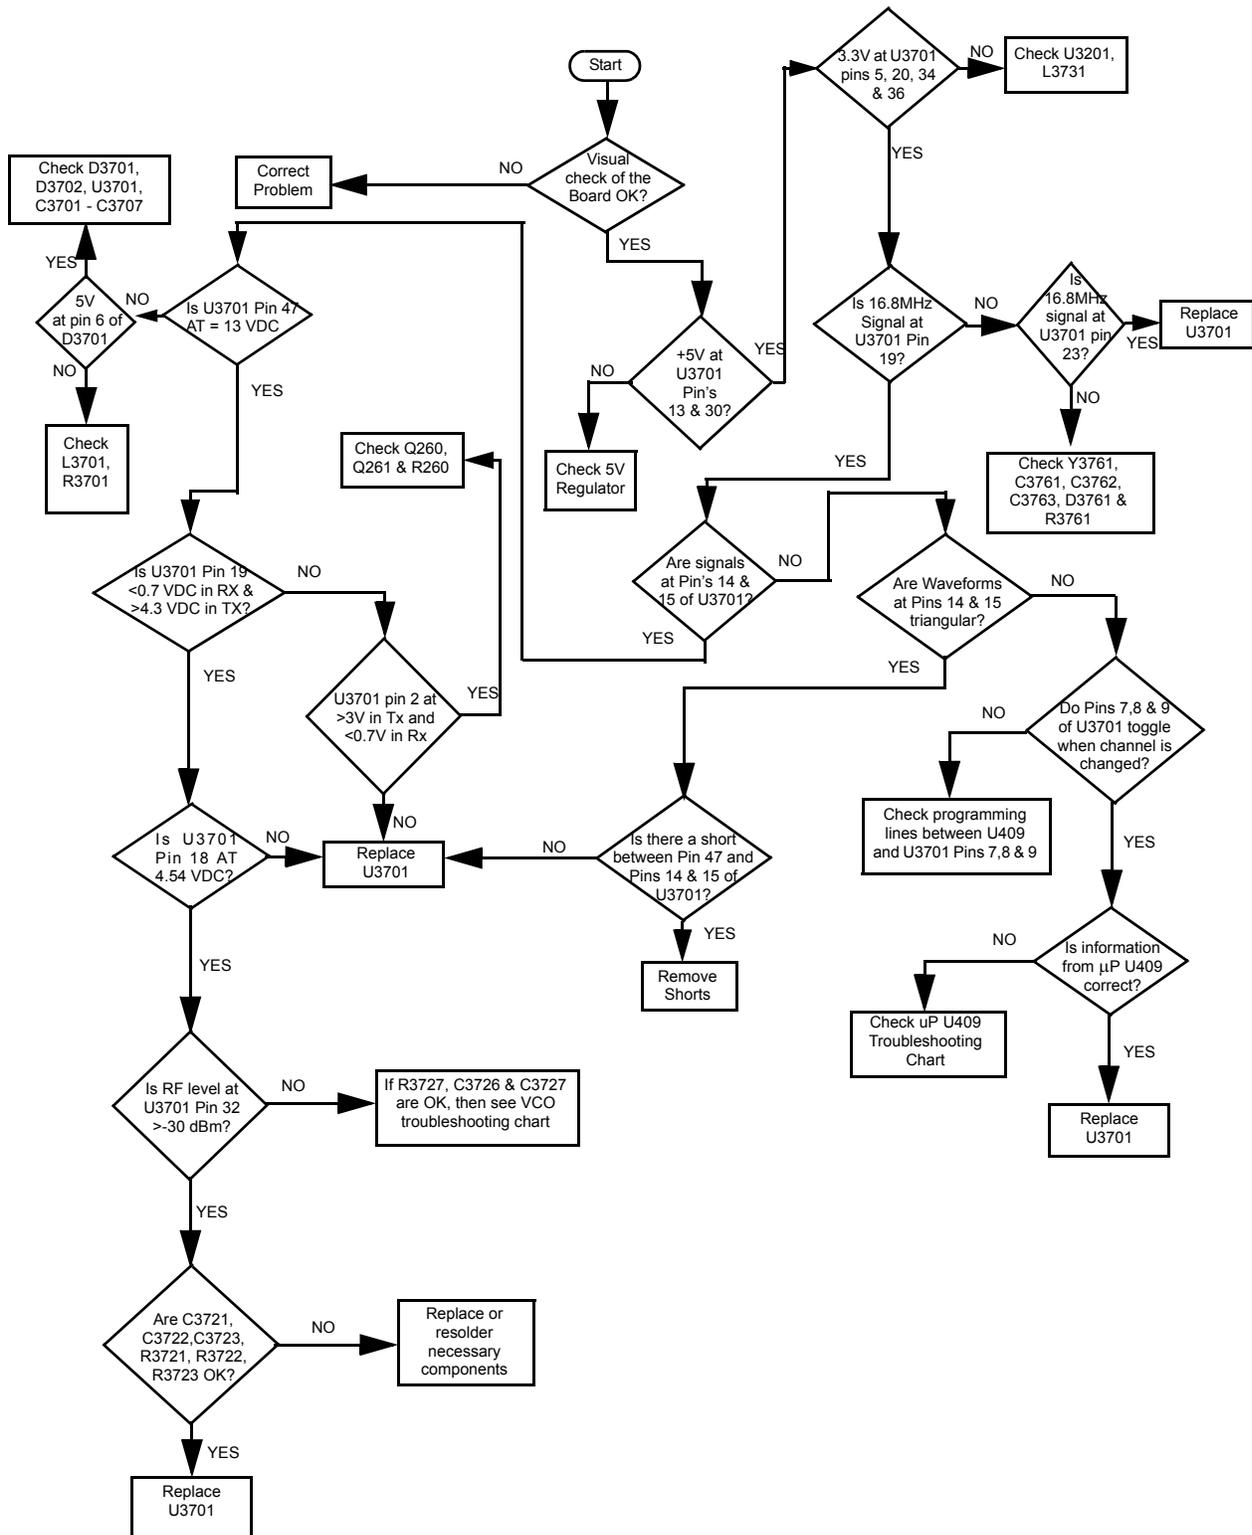 Start
Visual
check of the
Board OK?
NO
Correct
Problem
YES
+5V at
U3701
Pin's
13 & 30?
NO
Check 5V
Regulator
YES
3.3V at U3701
pins 5, 20, 34
& 36
NO
Check U3201,
L3731
YES
Is 16.8MHz
Signal at
U3701 Pin
19?
NO
Is
16.8MHz
signal at
U3701 pin
23?
YES
Replace
U3701
NO
Check Y3761,
C3761, C3762,
C3763, D3761 &
R3761
YES
Are signals
at Pin's 14 &
15 of U3701?
NO
Are Waveforms
at Pins 14 & 15
triangular?
NO
Do Pins 7,8 & 9
of U3701 toggle
when channel is
changed?
NO
Check programming
lines between U409
and U3701 Pins 7,8 & 9
YES
Is information
from µP U409
correct?
NO
Check uP U409
Troubleshooting
Chart
YES
Replace
U3701
YES
Is there a short
between Pin 47 and
Pins 14 & 15 of
U3701?
NO
YES
Remove
Shorts
YES
Is U3701 Pin 47
AT = 13 VDC
NO
5V
at pin 6 of
D3701
YES
Check D3701,
D3702, U3701,
C3701 - C3707
NO
Check
L3701,
R3701
YES
Is U3701 Pin 19
<0.7 VDC in RX &
>4.3 VDC in TX?
NO
U3701 pin 2 at
>3V in Tx and
<0.7V in Rx
YES
Check Q260,
Q261 & R260
NO
Replace
U3701
YES
Is U3701
Pin 18 AT
4.54 VDC?
NO
YES
Is RF level at
U3701 Pin 32
>-30 dBm?
NO
If R3727, C3726 & C3727
are OK, then see VCO
troubleshooting chart
YES
Are C3721,
C3722,C3723,
R3721, R3722,
R3723 OK?
NO
Replace or
resolder
necessary
components
YES
Replace
U3701